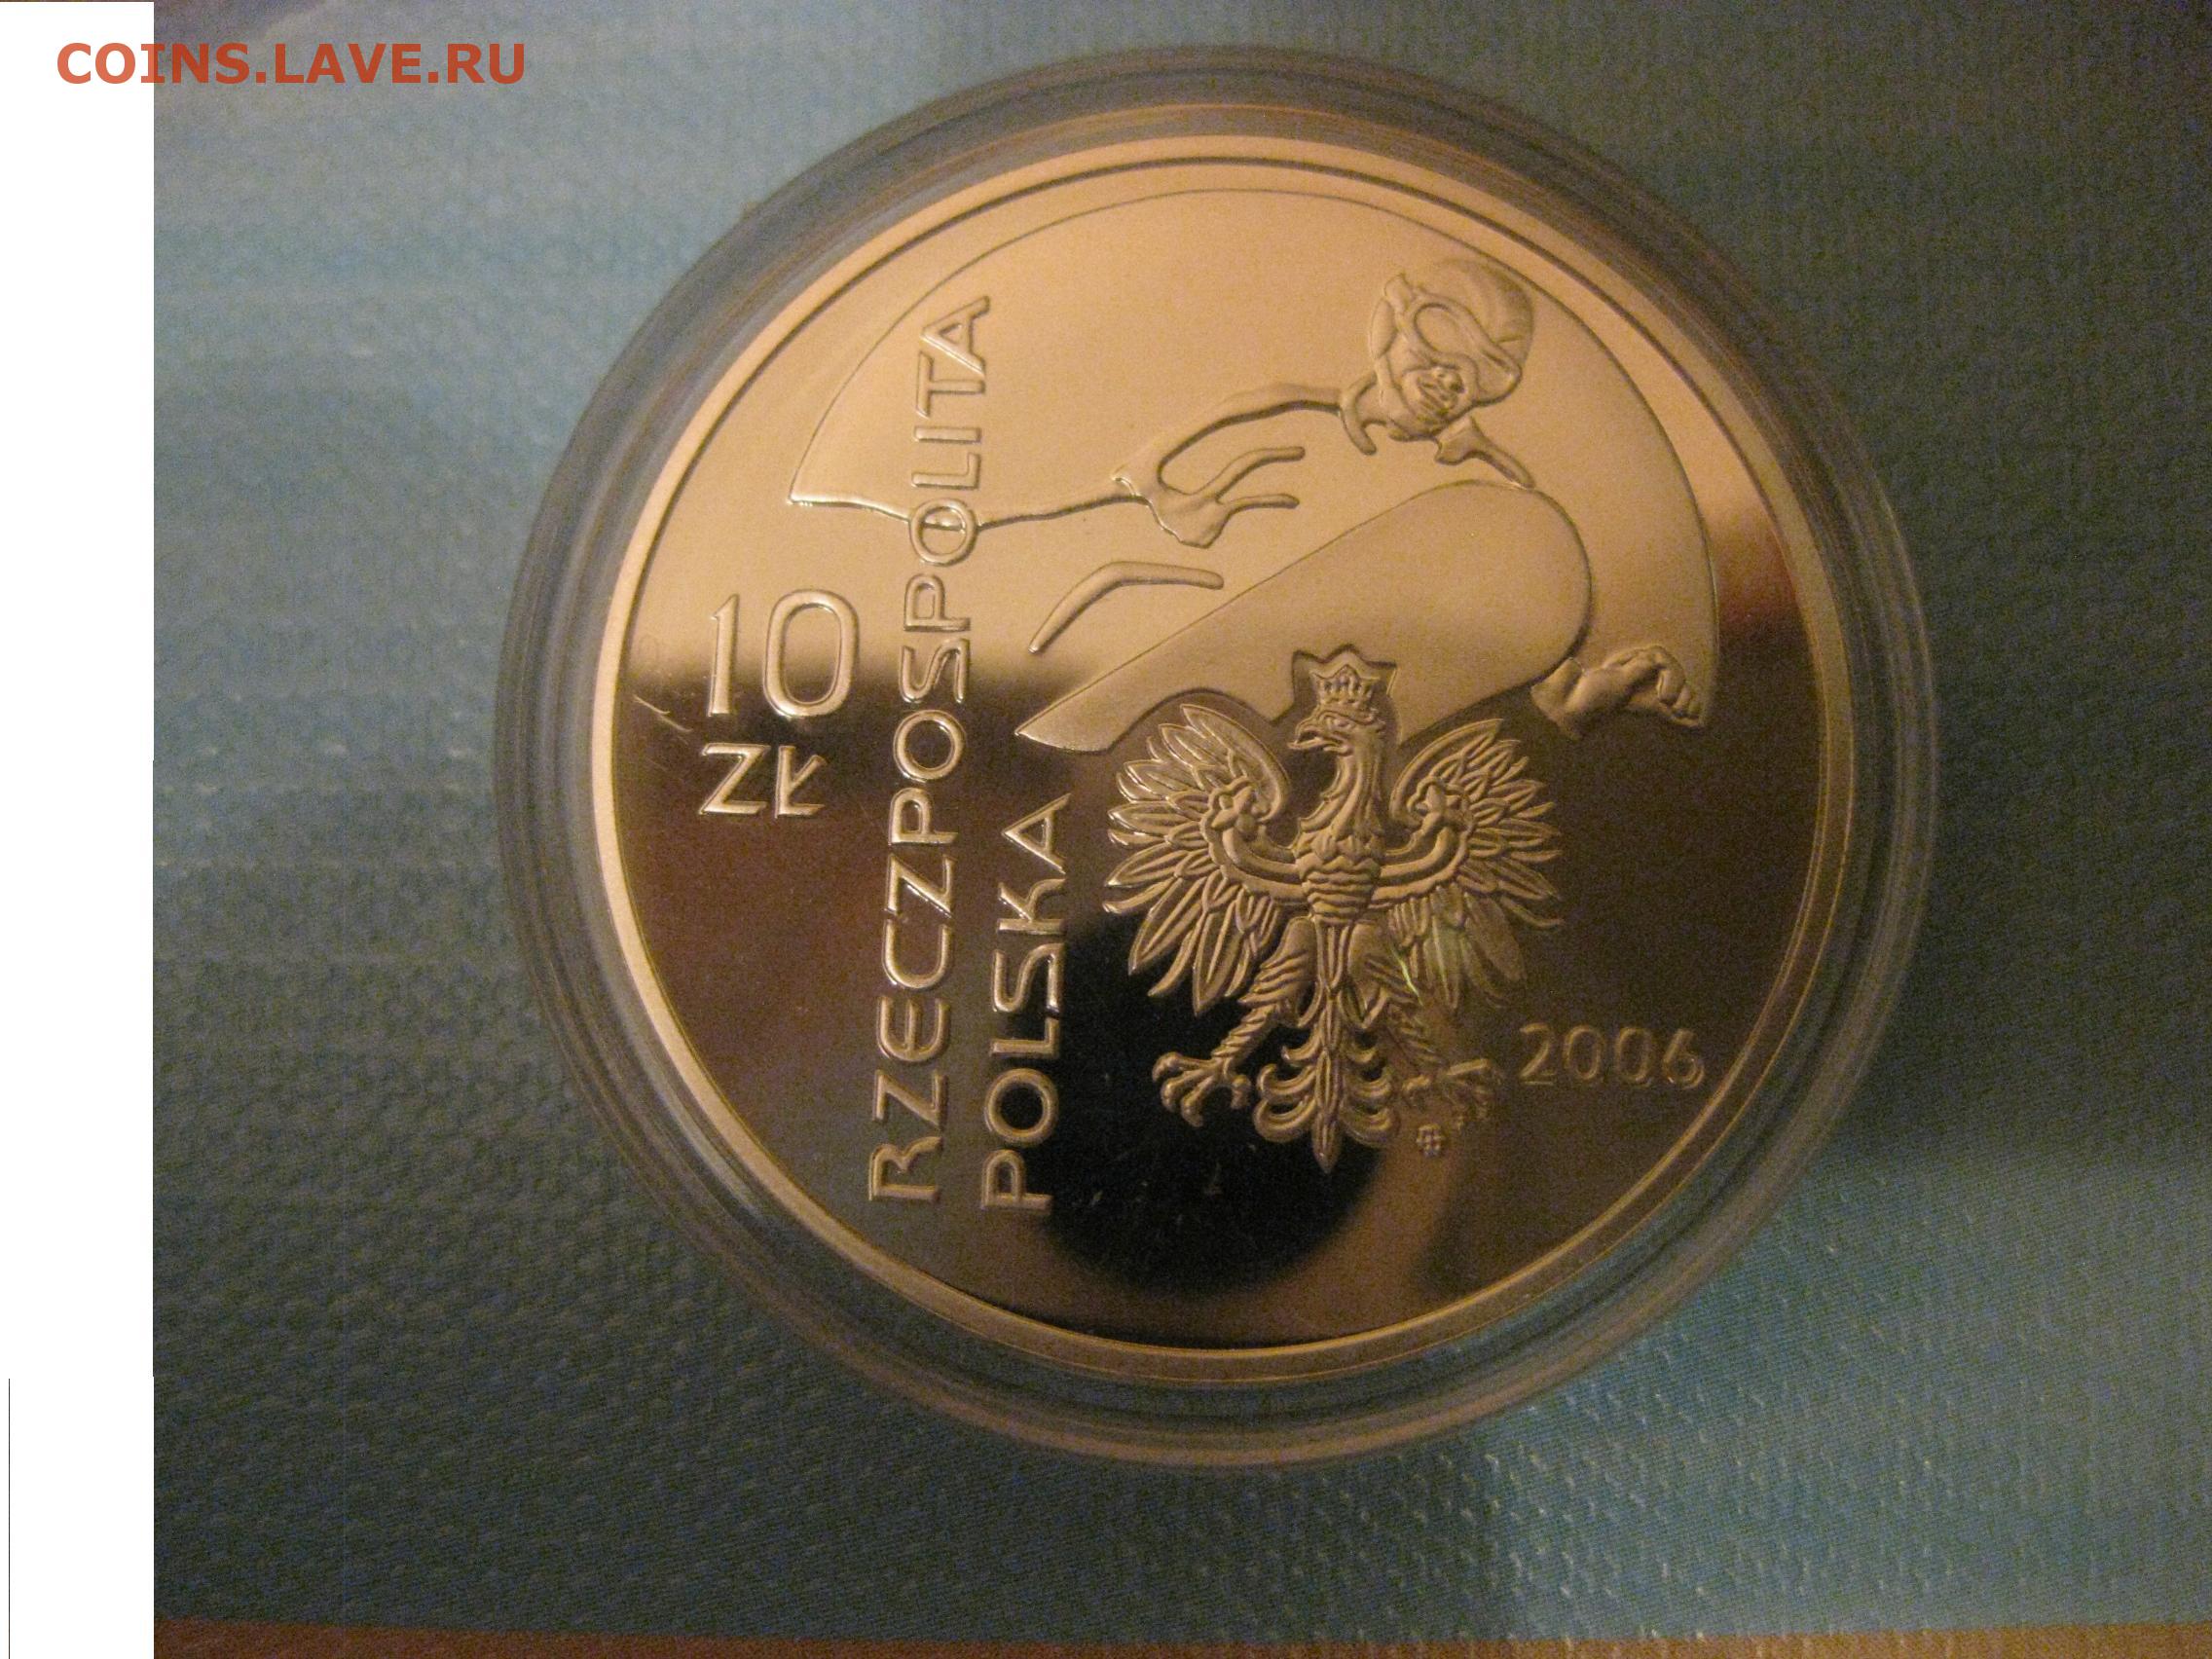 COINS.LAVE.RU
10
ZŁ
RZECZPOSPOLITA
POLSKA
2006